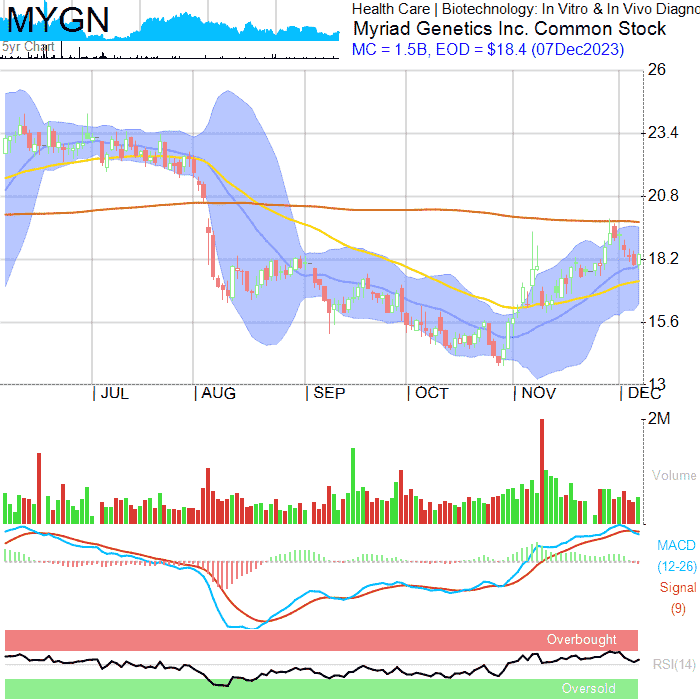 MYGN
5yr Chart
Health Care | Biotechnology: In Vitro & In Vivo Diagno
Myriad Genetics Inc. Common Stock
MC = 1.5B, EOD = $18.4 (07Dec2023)
26
23.4
20.8
18.2
15.6
13
JUL
AUG
SEP
OCT
NOV
DEC
2M
Volume
MACD
(12-26)
Signal
(9)
Overbought
RSI(14)
Oversold